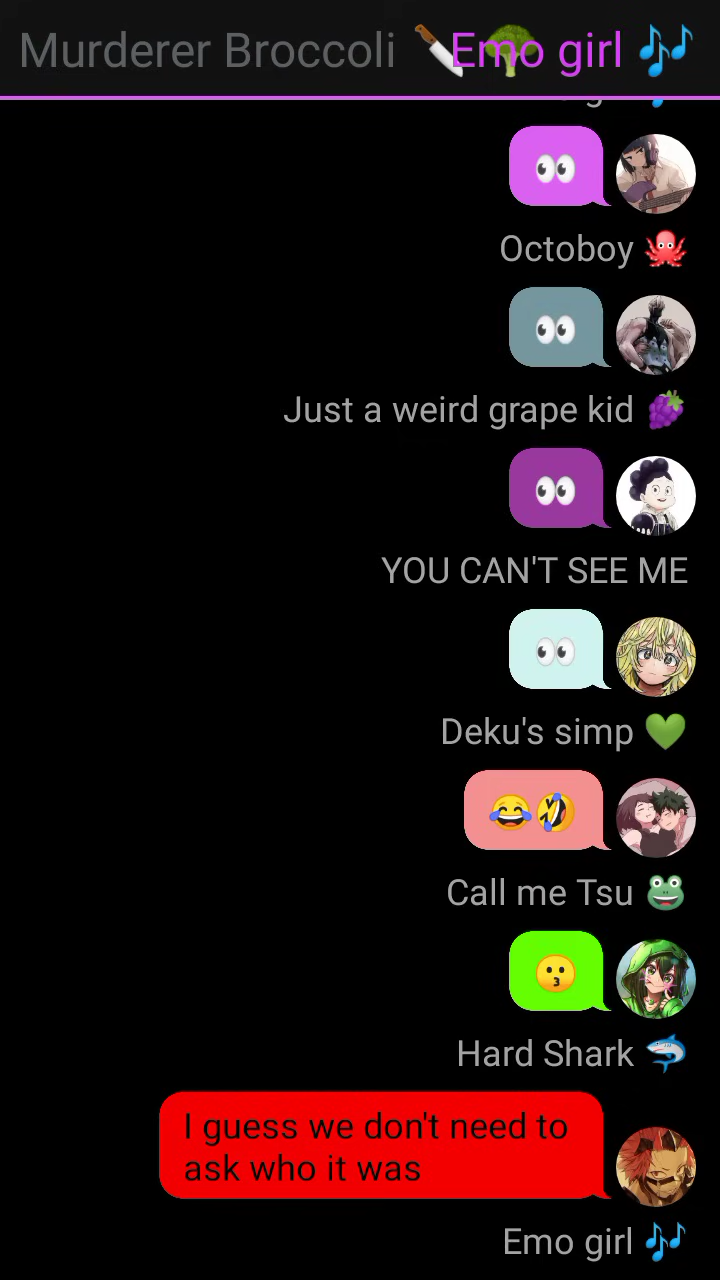 Murderer Broccoli 🔪🥦 Emo girl 🎶
👀
Octoboy 🐙
👀
Just a weird grape kid 🍇
👀
YOU CAN'T SEE ME
👀
Deku's simp 💚
😂🤣
Call me Tsu 🐸
😗
Hard Shark 🦈
I guess we don't need to
ask who it was
Emo girl 🎶